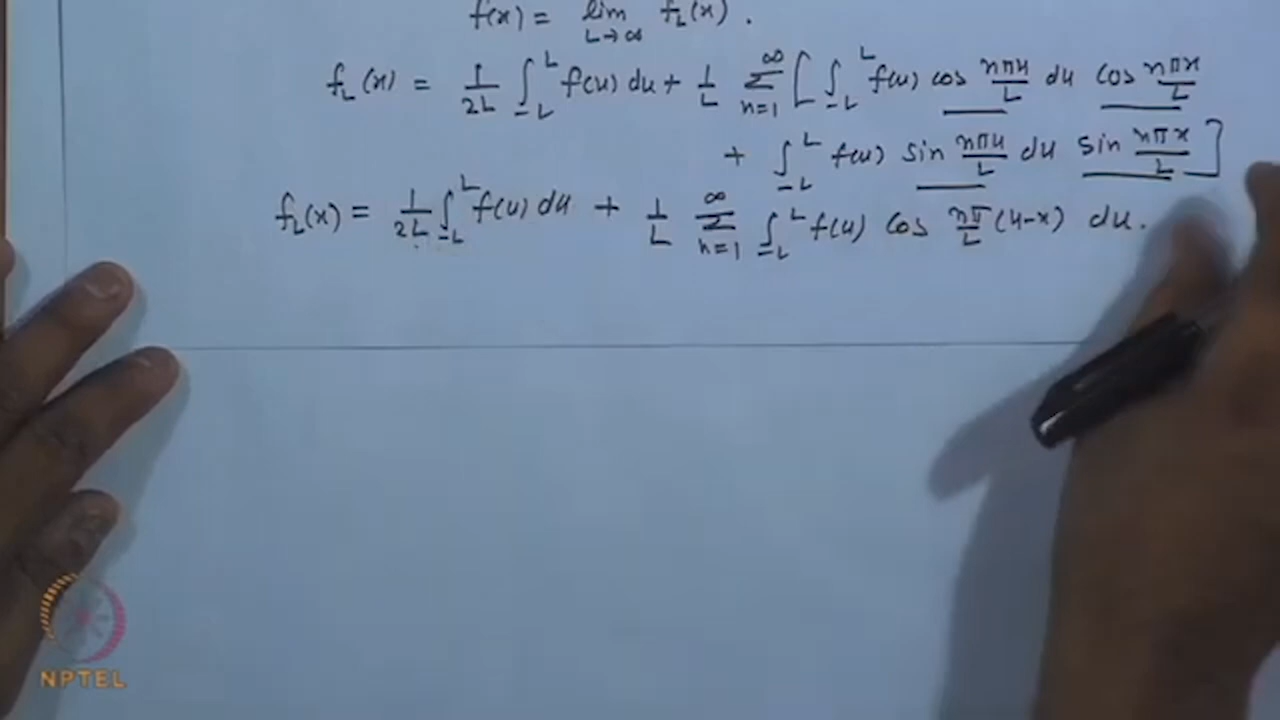 f(x) = lim L→∞ f_L(x) .
f_L(x) = 1/2L ∫_{-L}^{L} f(u) du + 1/L Σ_{n=1}^{∞} [ ∫_{-L}^{L} f(u) cos nπu/L du cos nπx/L
+ ∫_{-L}^{L} f(u) sin nπu/L du sin nπx/L ]
f_L(x) = 1/2L ∫_{-L}^{L} f(u) du + 1/L Σ_{n=1}^{∞} ∫_{-L}^{L} f(u) cos nπ/L (u-x) du.
NPTEL